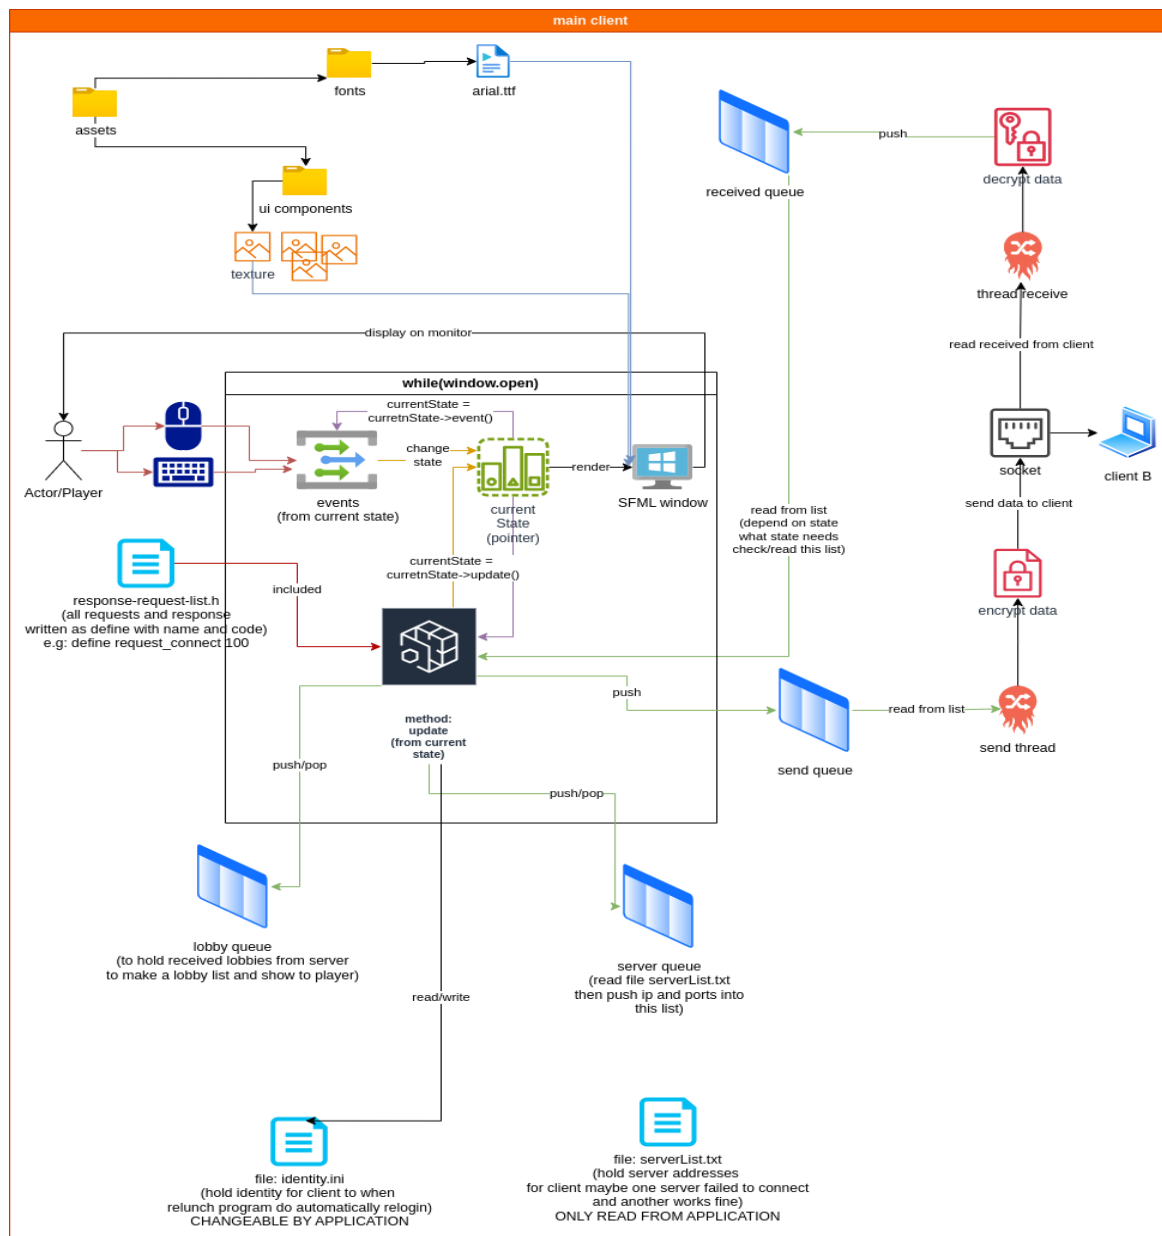 main client
fonts
arial.ttf
assets
ui components
texture
received queue
push
decrypt data
thread receive
read received from client
display on monitor
while(window.open)
currentState =
curretnState->event()
change
state
render
socket
client B
Actor/Player
events
(from current state)
current
State
(pointer)
SFML window
send data to client
read from list
(depend on state
what state needs
check/read this list)
currentState =
curretnState->update()
included
response-request-list.h
(all requests and response
written as define with name and code)
e.g: define request_connect 100
encrypt data
push
read from list
send queue
send thread
method:
update
(from current
state)
push/pop
push/pop
lobby queue
(to hold received lobbies from server
to make a lobby list and show to player)
server queue
(read file serverList.txt
then push ip and ports into
this list)
read/write
file: identity.ini
(hold identity for client to when
relunch program do automatically relogin)
CHANGEABLE BY APPLICATION
file: serverList.txt
(hold server addresses
for client maybe one server failed to connect
and another works fine)
ONLY READ FROM APPLICATION